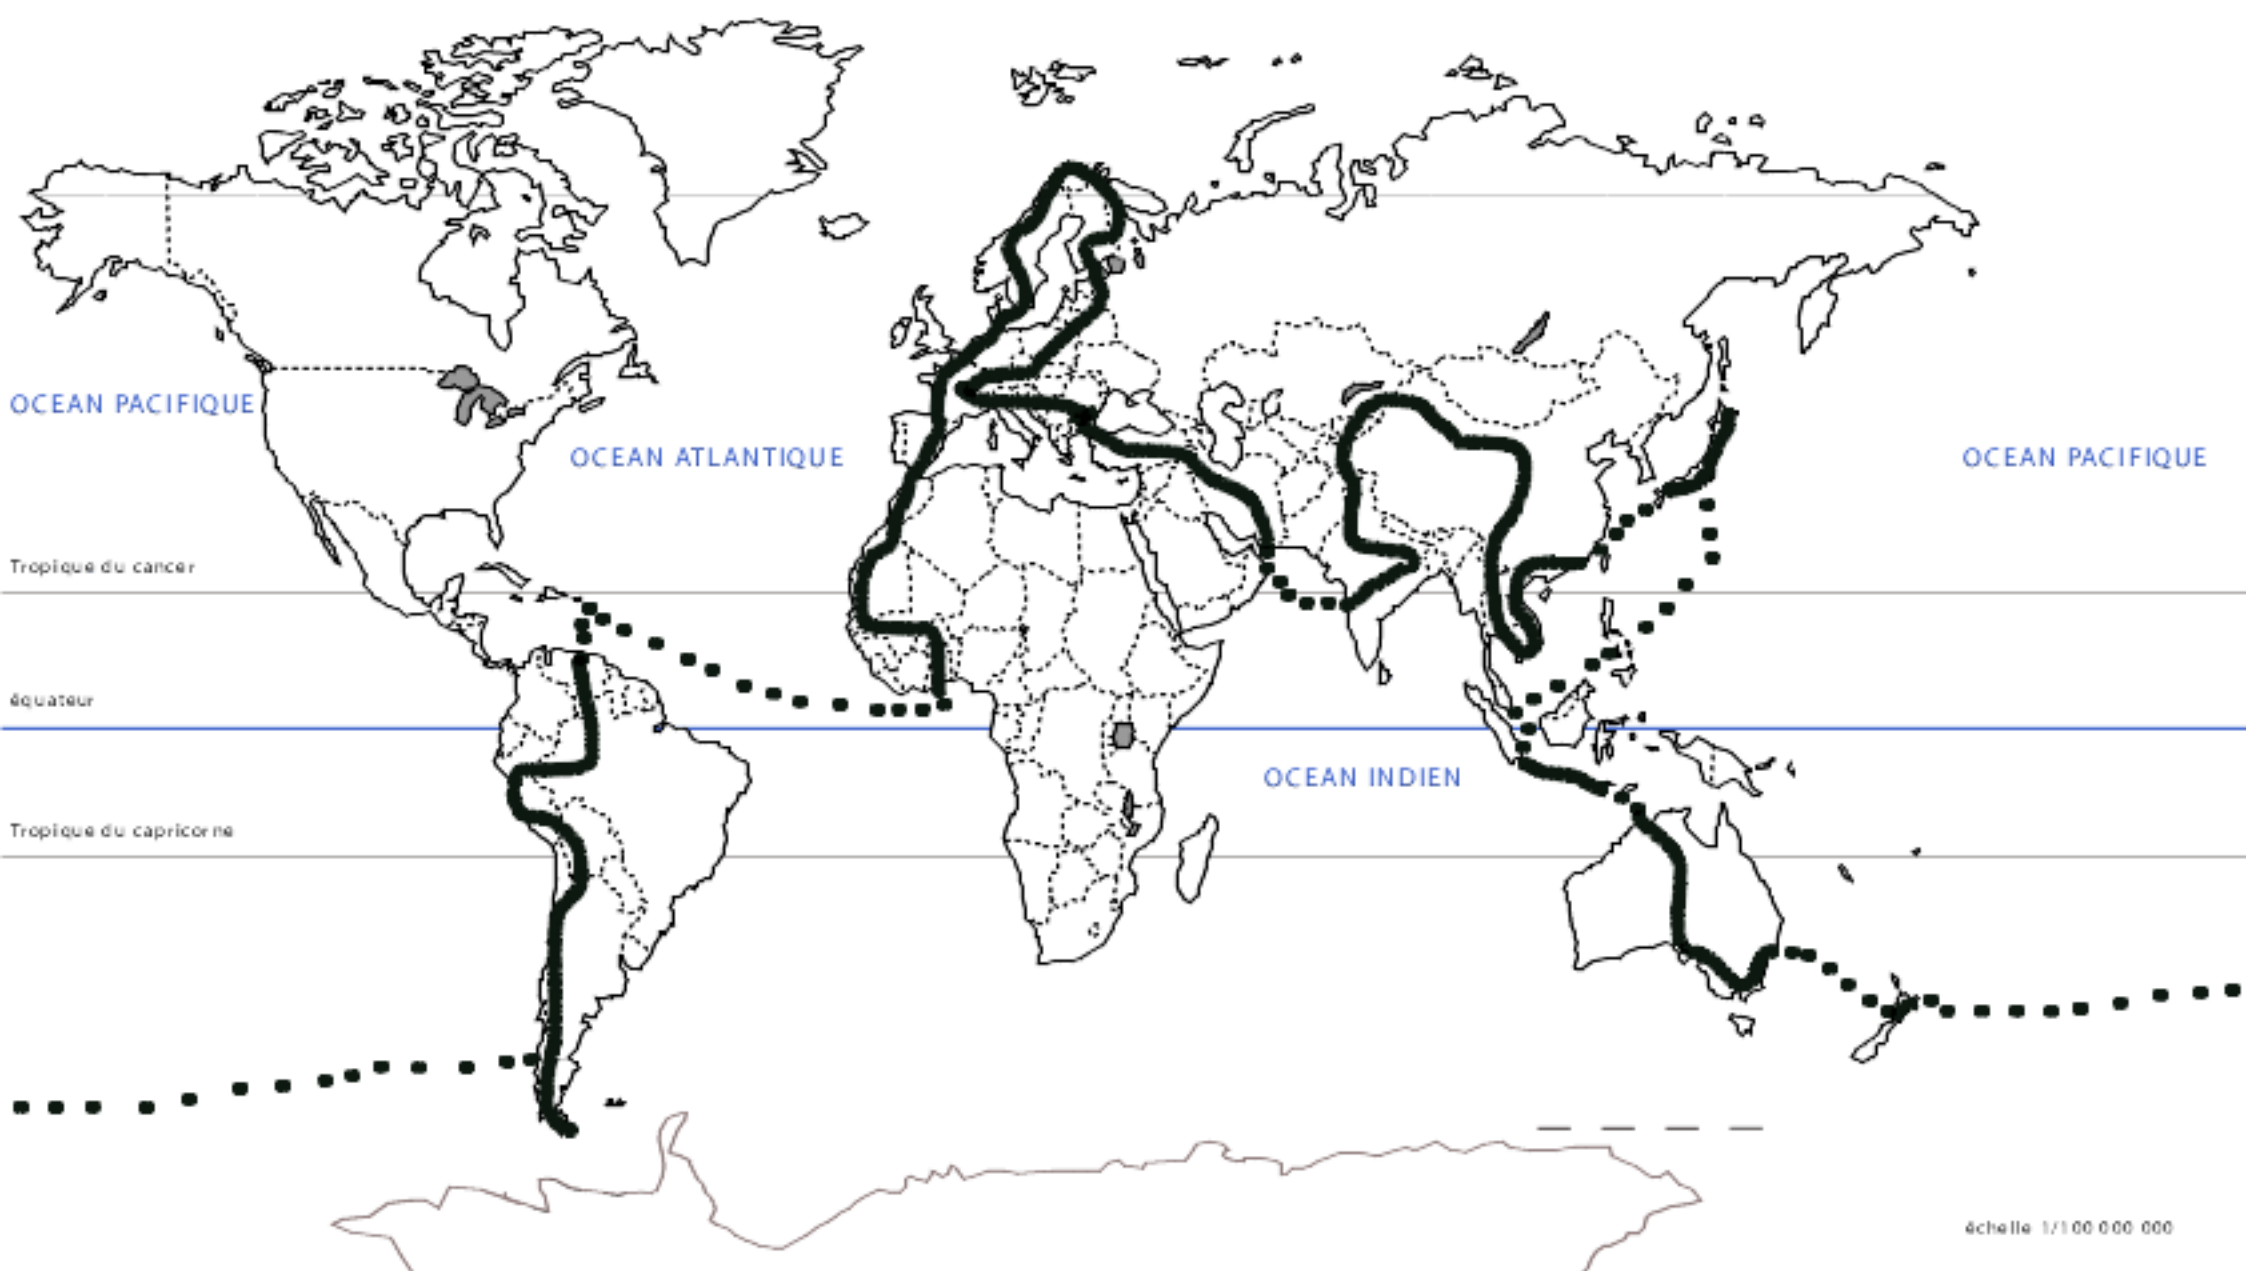 OCEAN PACIFIQUE
OCEAN ATLANTIQUE
OCEAN PACIFIQUE
Tropique du cancer
équateur
OCEAN INDIEN
Tropique du capricorne
échelle 1/100 000 000